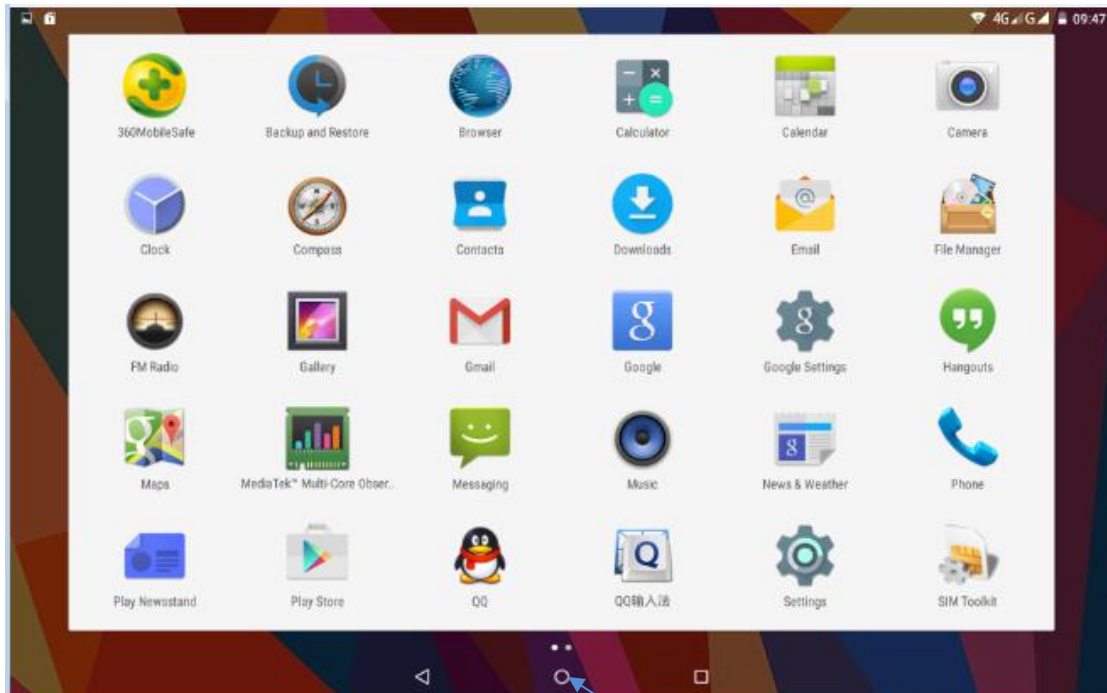 4G G 09:47
360MobileSafe Backup and Restore Browser Calculator Calendar Camera
Clock Compass Contacts Downloads Email File Manager
FM Radio Gallery Gmail Google Google Settings Hangouts
Maps MediaTek™ Multi-Core Obser.. Messaging Music News & Weather Phone
Play Newsstand Play Store QQ QQ输入法 Settings SIM Toolkit